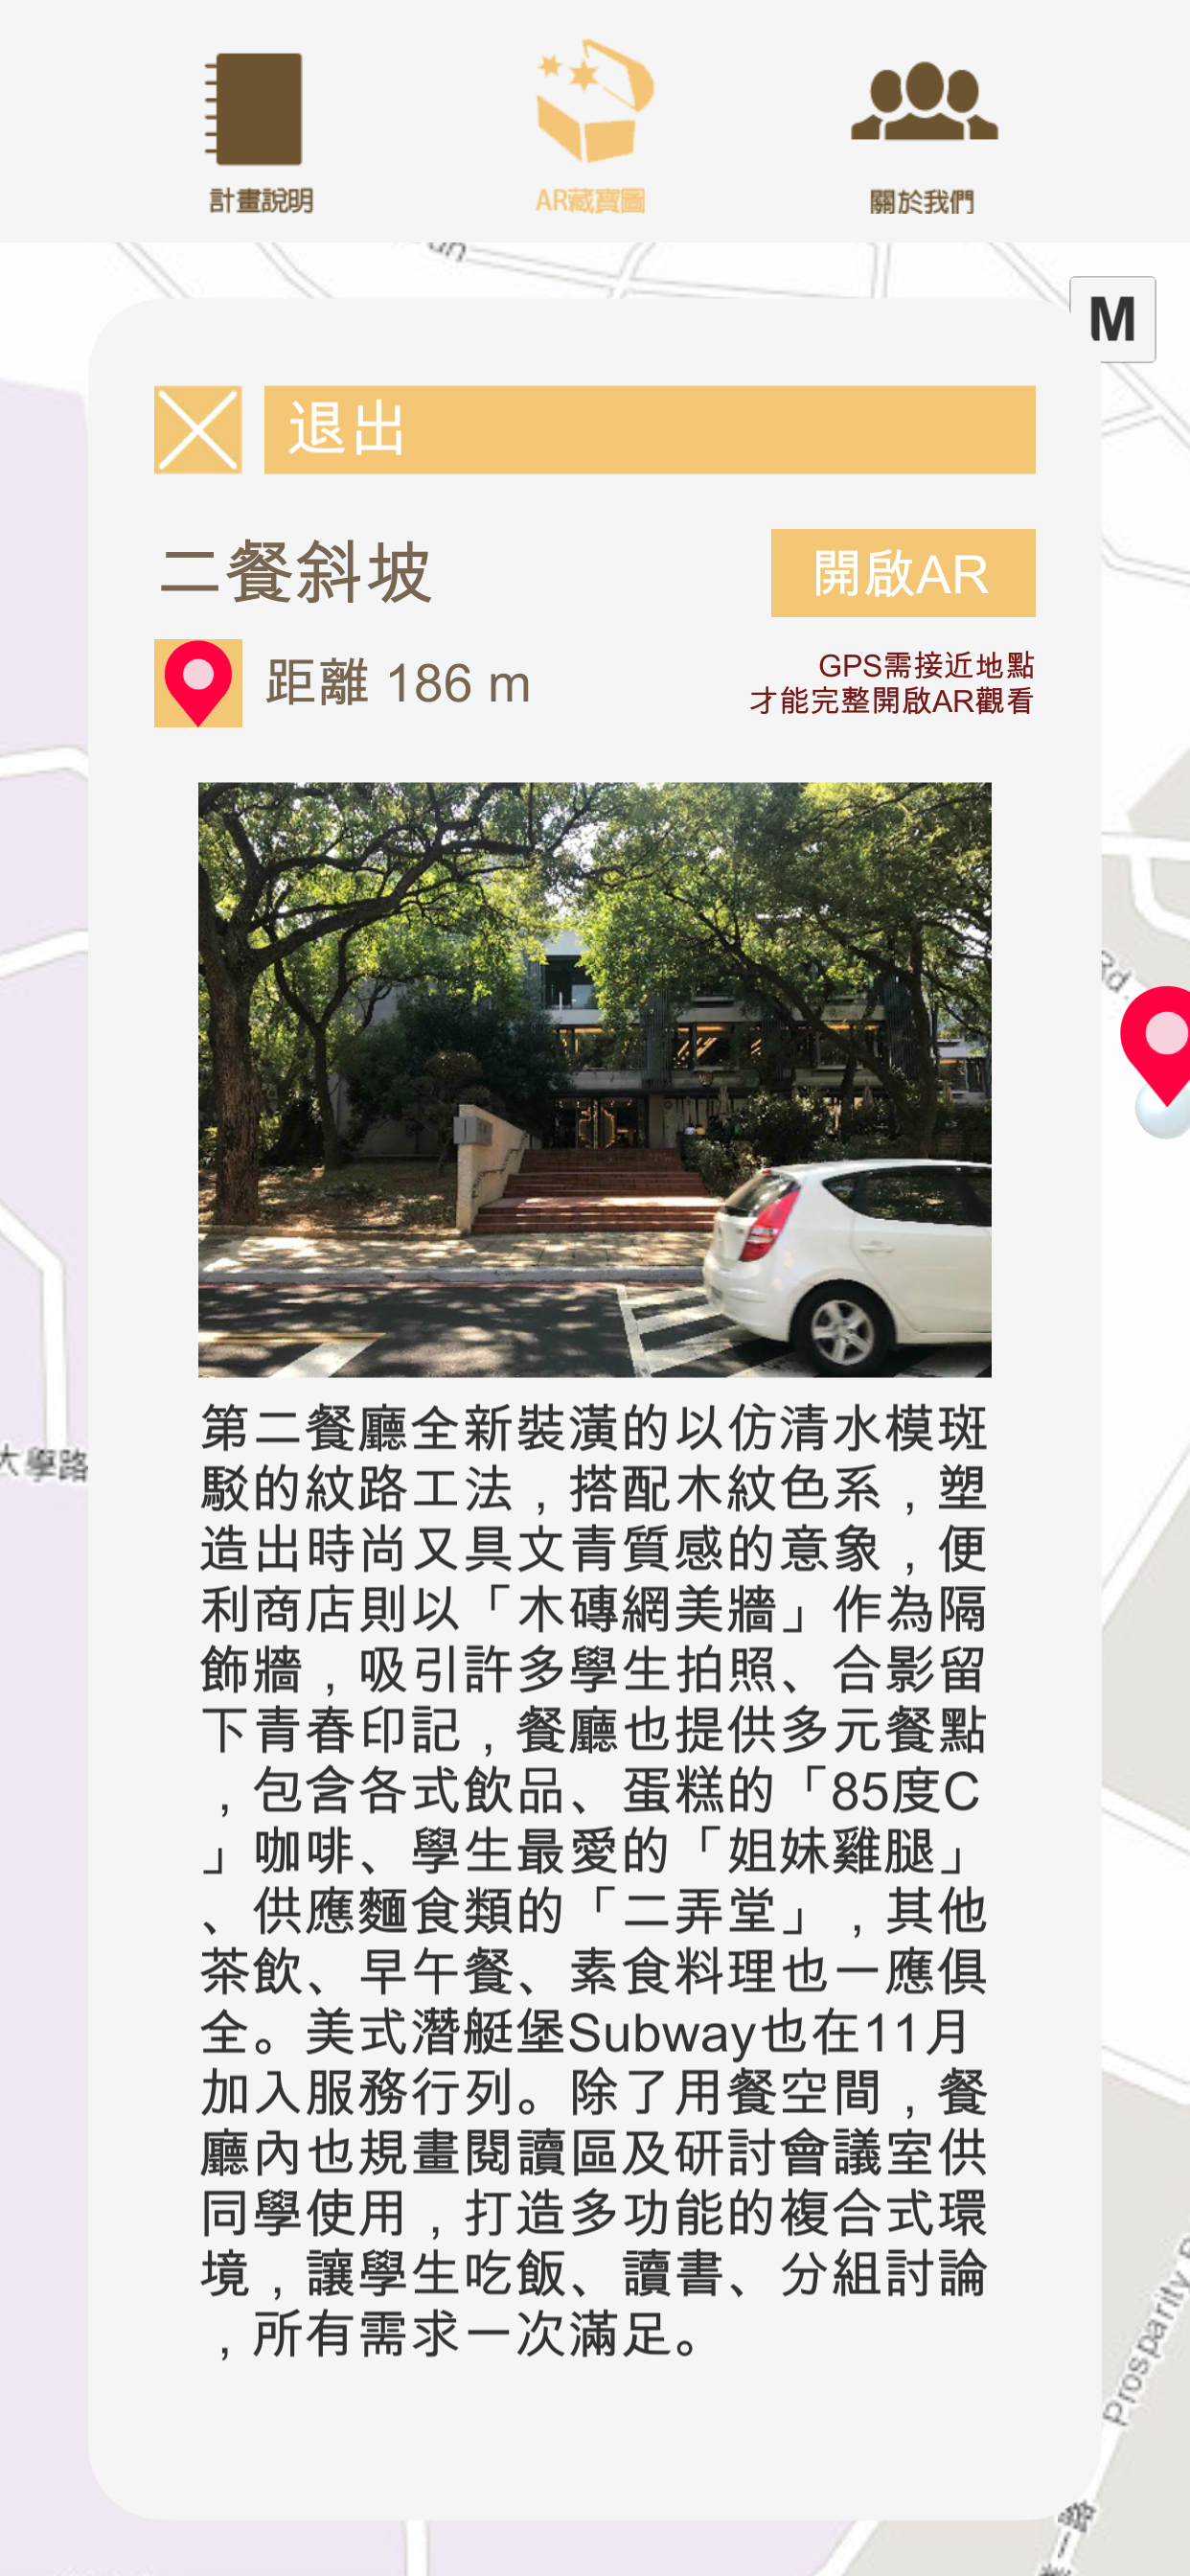 計畫說明
AR藏寶圖
關於我們
M
退出
二餐斜坡
開啟AR
距離 186 m
GPS需接近地點
才能完整開啟AR觀看
Rd.
大學路
第二餐廳全新裝潢的以仿清水模斑
駁的紋路工法，搭配木紋色系，塑
造出時尚又具文青質感的意象，便
利商店則以「木磚網美牆」作為隔
飾牆，吸引許多學生拍照、合影留
下青春印記，餐廳也提供多元餐點
，包含各式飲品、蛋糕的「85度C
」咖啡、學生最愛的「姐妹雞腿」
、供應麵食類的「二弄堂」，其他
茶飲、早午餐、素食料理也一應俱
全。美式潛艇堡Subway也在11月
加入服務行列。除了用餐空間，餐
廳內也規畫閱讀區及研討會議室供
同學使用，打造多功能的複合式環
境，讓學生吃飯、讀書、分組討論
，所有需求一次滿足。
Prosparity
一路